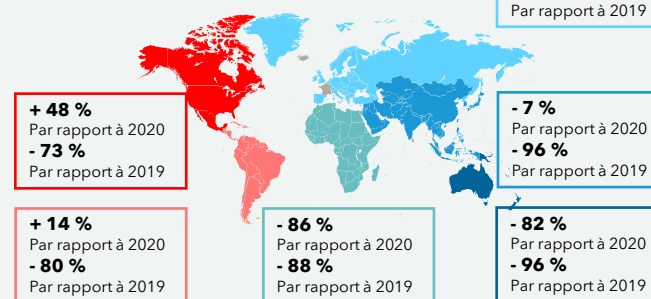 Par rapport à 2019
+ 48 %
Par rapport à 2020
- 73 %
Par rapport à 2019
- 7 %
Par rapport à 2020
- 96 %
Par rapport à 2019
+ 14 %
Par rapport à 2020
- 80 %
Par rapport à 2019
- 86 %
Par rapport à 2020
- 88 %
Par rapport à 2019
- 82 %
Par rapport à 2020
- 96 %
Par rapport à 2019